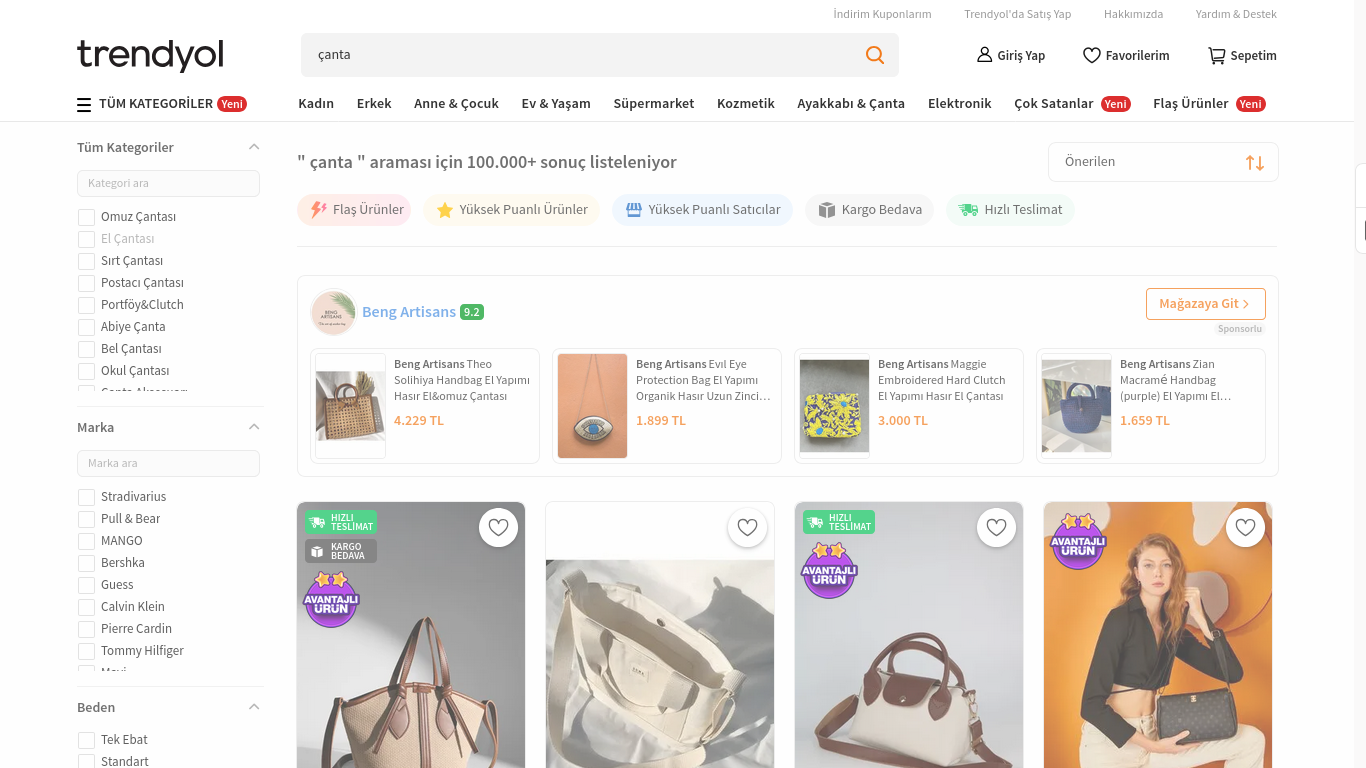 İndirim Kuponlarım Trendyol'da Satış Yap Hakkımızda Yardım & Destek
trendyol
çanta
Giriş Yap Favorilerim Sepetim
TÜM KATEGORİLER Yeni Kadın Erkek Anne & Çocuk Ev & Yaşam Süpermarket Kozmetik Ayakkabı & Çanta Elektronik Çok Satanlar Yeni Flaş Ürünler Yeni
Tüm Kategoriler
Kategori ara
Omuz Çantası
El Çantası
Sırt Çantası
Postacı Çantası
Portföy&Clutch
Abiye Çanta
Bel Çantası
Okul Çantası
Marka
Marka ara
Stradivarius
Pull & Bear
MANGO
Bershka
Guess
Calvin Klein
Pierre Cardin
Tommy Hilfiger
Beden
Tek Ebat
Standart
" çanta " araması için 100.000+ sonuç listeleniyor
Önerilen
Flaş Ürünler Yüksek Puanlı Ürünler Yüksek Puanlı Satıcılar Kargo Bedava Hızlı Teslimat
BENG
ARTISANS
Beng Artisans 9.2
Mağazaya Git
Sponsorlu
Beng Artisans Theo
Solihiya Handbag El Yapımı
Hasır El&omuz Çantası
4.229 TL
Beng Artisans Evıl Eye
Protection Bag El Yapımı
Organik Hasır Uzun Zinci...
1.899 TL
Beng Artisans Maggie
Embroidered Hard Clutch
El Yapımı Hasır El Çantası
3.000 TL
Beng Artisans Zian
Macramé Handbag
(purple) El Yapımı El...
1.659 TL
HIZLI
TESLİMAT
KARGO
BEDAVA
AVANTAJLI
ÜRÜN
HIZLI
TESLİMAT
AVANTAJLI
ÜRÜN
AVANTAJLI
ÜRÜN